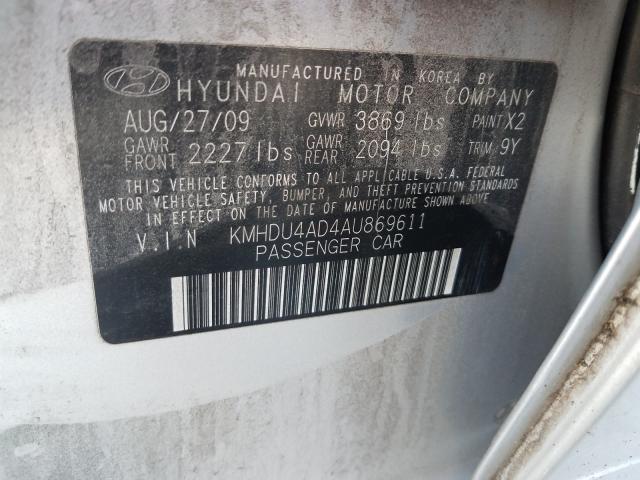 MANUFACTURED IN KOREA BY
HYUNDAI MOTOR COMPANY
AUG/27/09 GVWR 3869 lbs PAINT X2
GAWR FRONT 2227 lbs GAWR REAR 2094 lbs TRIM 9Y
THIS VEHICLE CONFORMS TO ALL APPLICABLE U.S.A. FEDERAL
MOTOR VEHICLE SAFETY, BUMPER, AND THEFT PREVENTION STANDARDS
IN EFFECT ON THE DATE OF MANUFACTURE SHOWN ABOVE.
V.I.N KMHDU4AD4AU869611
PASSENGER CAR